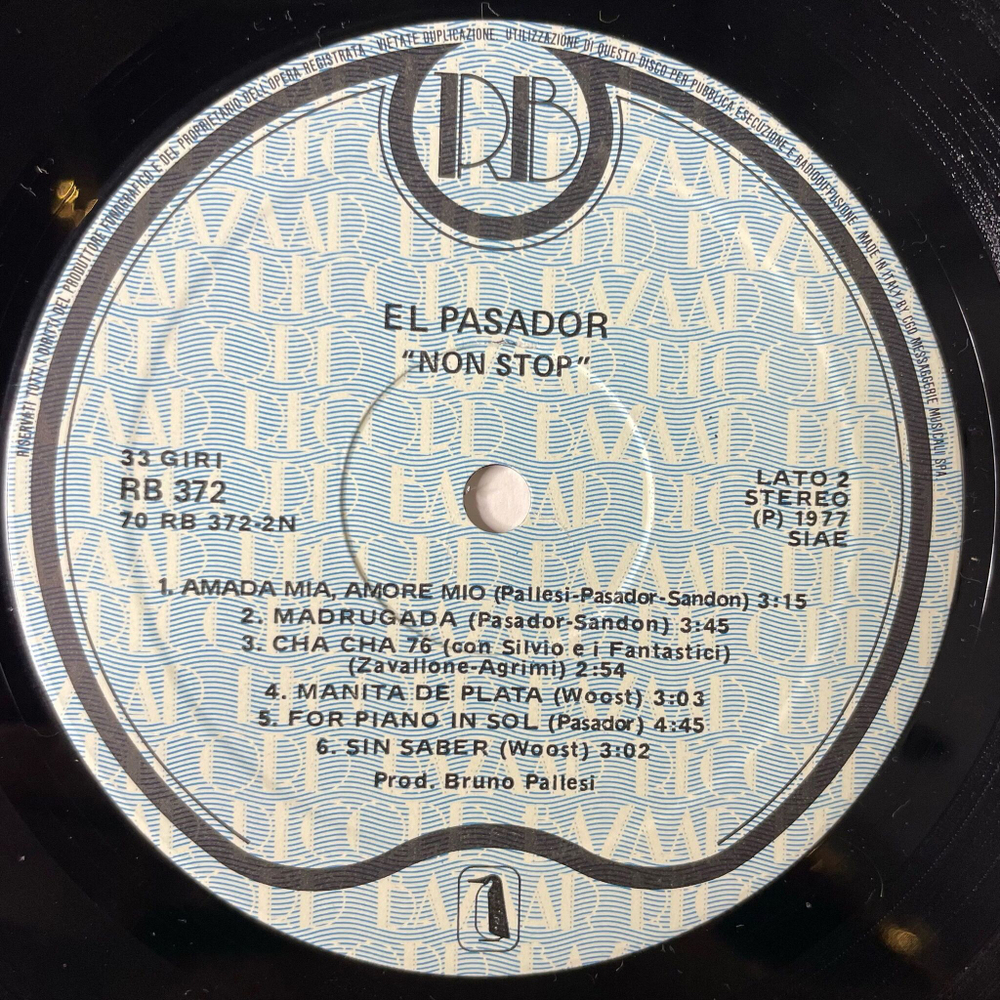 RISERVATI TUTTI I DIRITTI DEL PRODUTTORE FONOGRAFICO E DEL PROPRIETARIO DELL'OPERA REGISTRATA - VIETATE DUPLICAZIONE UTILIZZAZIONE DI QUESTO DISCO PER PUBBLICA ESECUZIONE E RADIODIFFUSIONE MADE IN ITALY BY CGD MESSAGGERIE MUSICALI SPA
RB
EL PASADOR
"NON STOP"
33 GIRI
RB 372
70 RB 372-2N
LATO 2
STEREO
(P) 1977
SIAE
1. AMADA MIA, AMORE MIO (Pallesi-Pasador-Sandon) 3:15
2. MADRUGADA (Pasador-Sandon) 3:45
3. CHA CHA 76 (con Silvio e i Fantastici)
(Zavallone-Agrimi) 2:54
4. MANITA DE PLATA (Woost) 3:03
5. FOR PIANO IN SOL (Pasador) 4:45
6. SIN SABER (Woost) 3:02
Prod. Bruno Pallesi